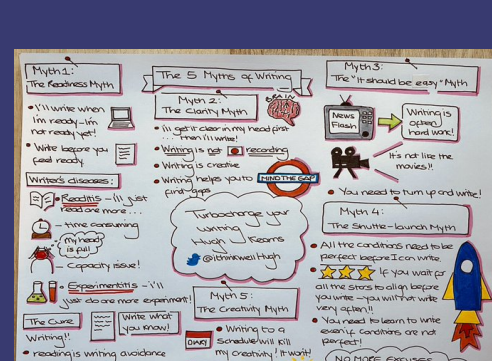 The 5 Myths of Writing
Myth 1:
The Readiness Myth
• I'll write when
I'm ready - I'm
not ready yet!
• Write before you
feel ready
Writer's diseases:
• Readitis - I'll just
read one more...
- time consuming
my head
is full
- Capacity issue!
• Experimentitis - I'll
just do one more experiment!
The Cure
Write what
you know!
Writing!!
• reading is writing avoidance
Myth 2:
The Clarity Myth
BRAIN
• I'll get it clear in my head first
... then I'll write!
• Writing is not recording
• Writing is creative
• Writing helps you to
find gaps
MIND THE GAP
Turbocharge your
writing
Hugh Kearns
@ithinkwellHugh
Myth 5:
The Creativity Myth
DIARY
• Writing to a
schedule will kill
my creativity! It won't!
Myth 3:
The "It should be easy" Myth
News
Flash
Writing is
often
hard work!
It's not like the
movies!!
• You need to turn up and write!
Myth 4:
The Shuttle-launch Myth
• All the conditions need to be
perfect before I can write.
• If you wait for
all the stars to align before
you write - you will not write
very often!!
• You need to learn to write
even if conditions are not
perfect!
NO MORE EXCUSES